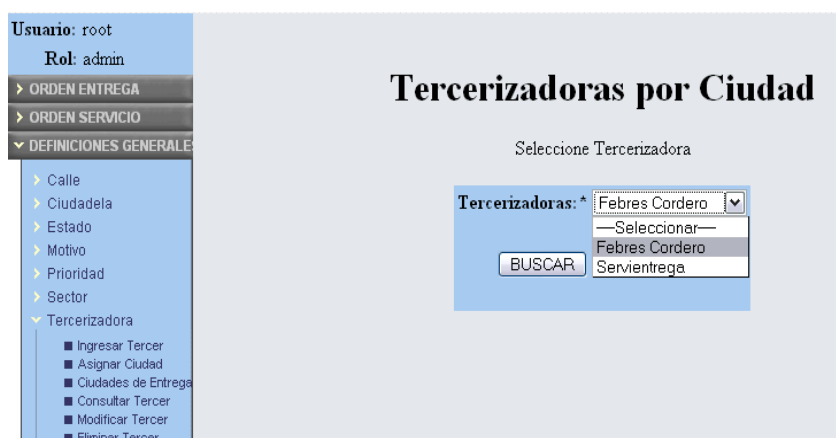 Usuario: root
Rol: admin
ORDEN ENTREGA
ORDEN SERVICIO
DEFINICIONES GENERALE
Calle
Ciudadela
Estado
Motivo
Prioridad
Sector
Tercerizadora
Ingresar Tercer
Asignar Ciudad
Ciudades de Entrega
Consultar Tercer
Modificar Tercer
Eliminar Tercer
Tercerizadoras por Ciudad
Seleccione Tercerizadora
Tercerizadoras:* Febres Cordero
—Seleccionar—
Febres Cordero
BUSCAR Servientrega